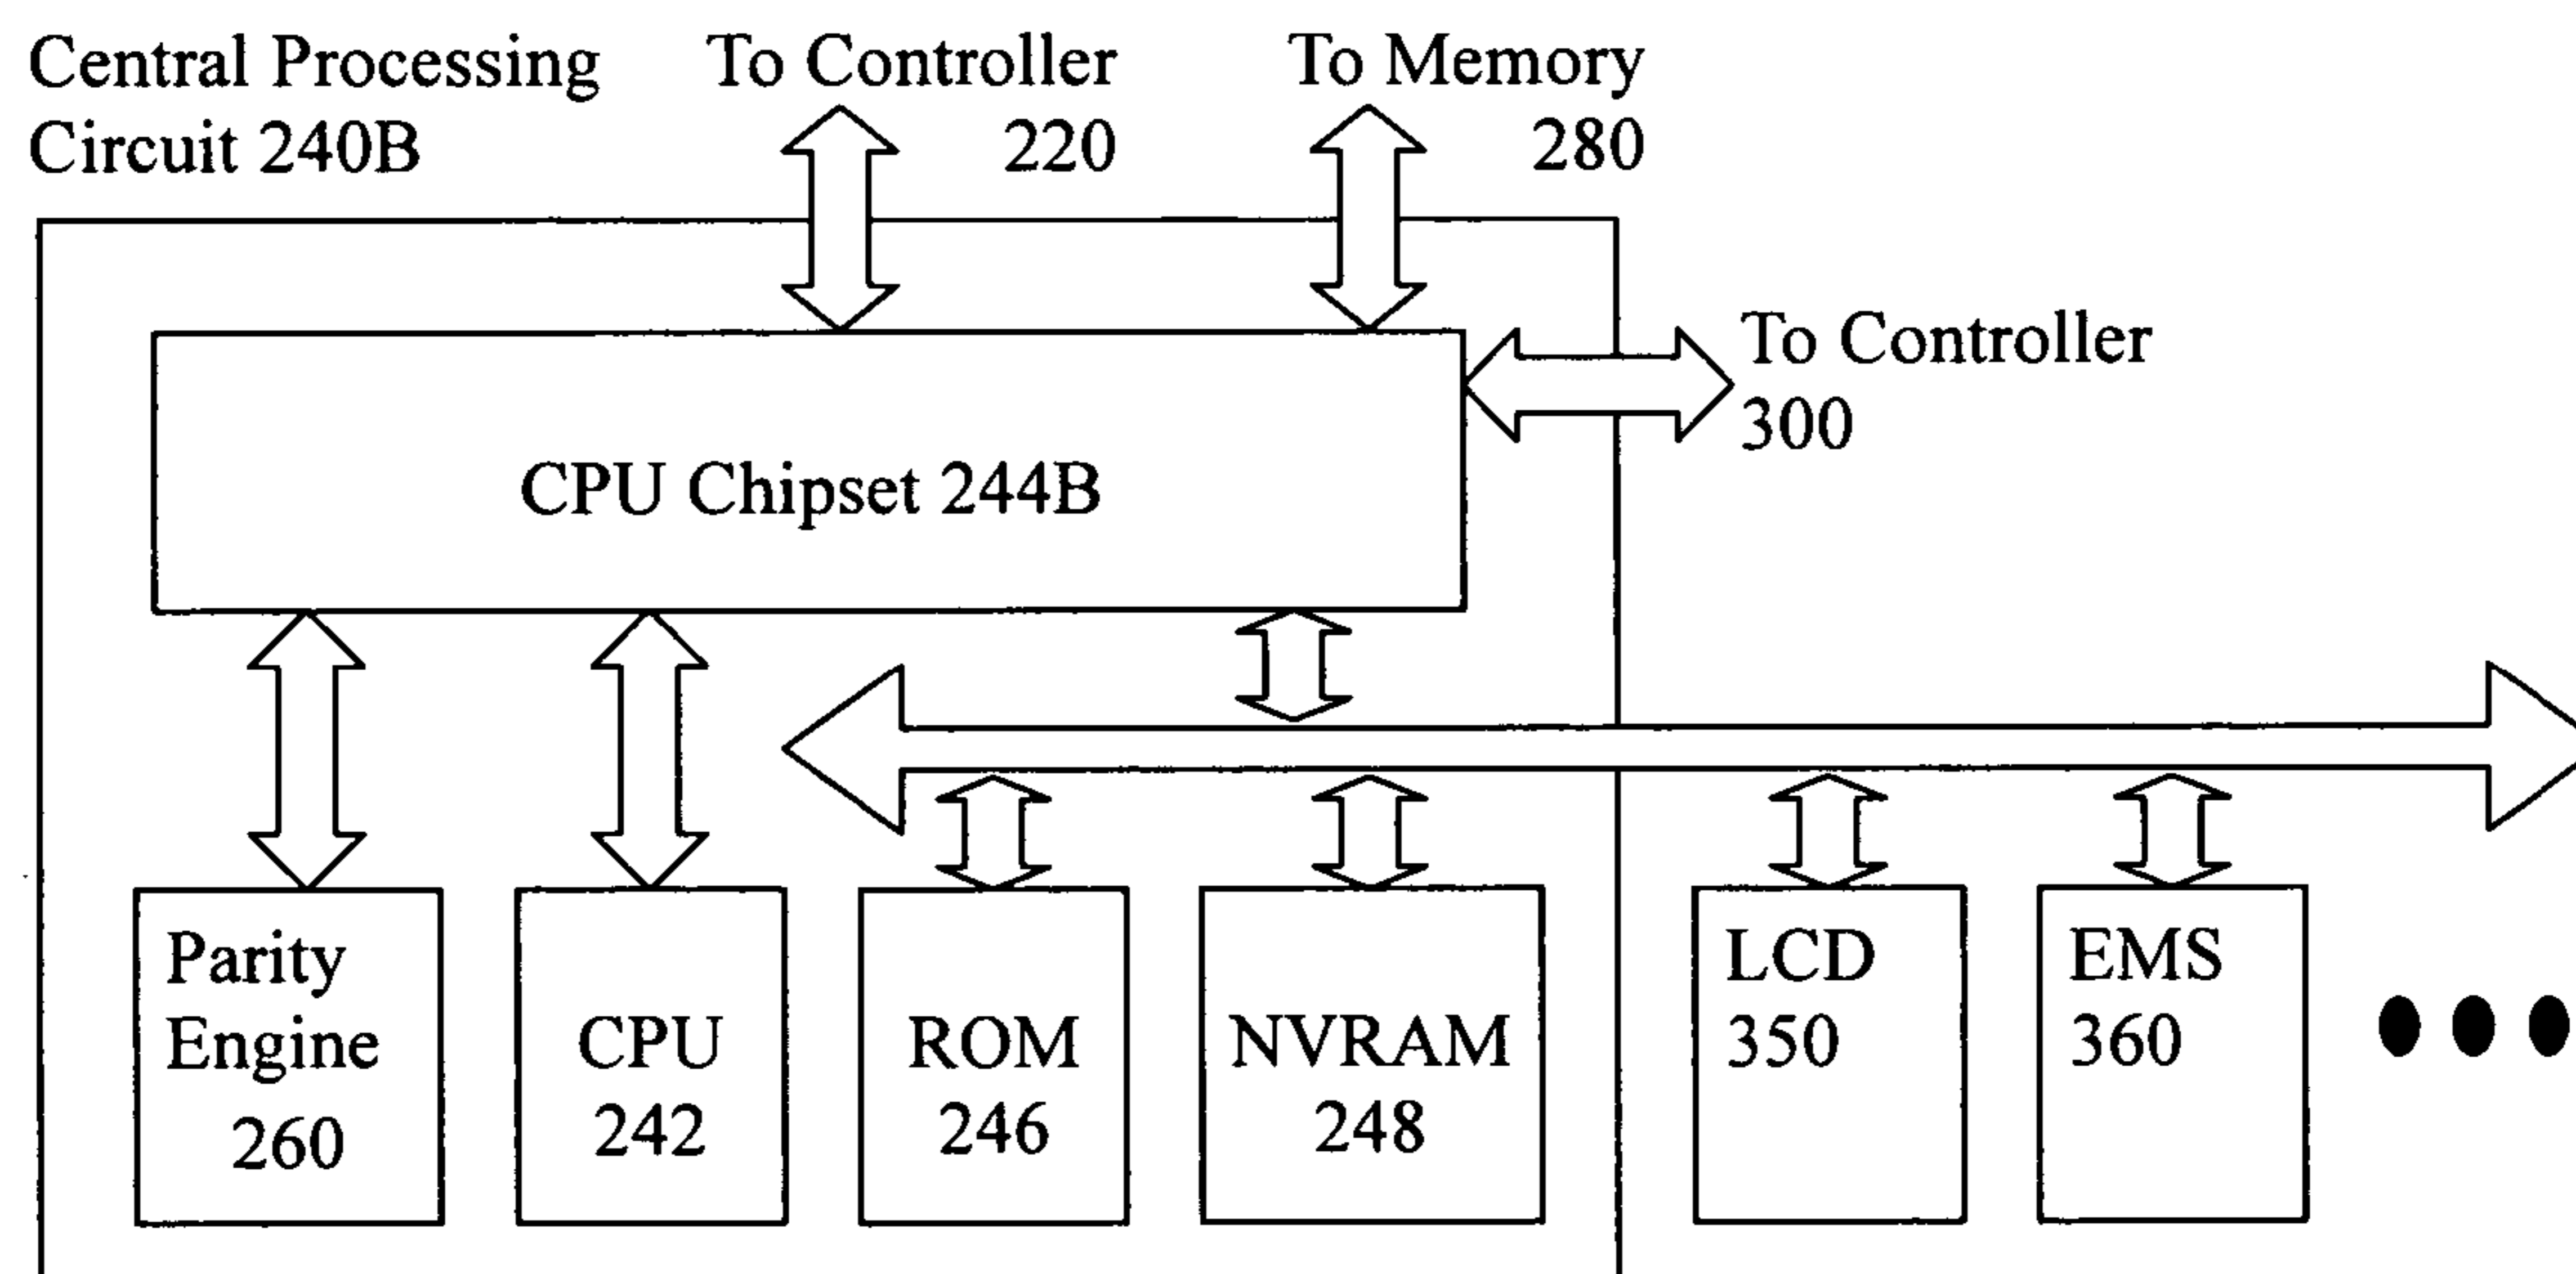 Central Processing
Circuit 240B
To Controller
220
To Memory
280
To Controller
300
CPU Chipset 244B
Parity
Engine
260
CPU
242
ROM
246
NVRAM
248
LCD
350
EMS
360